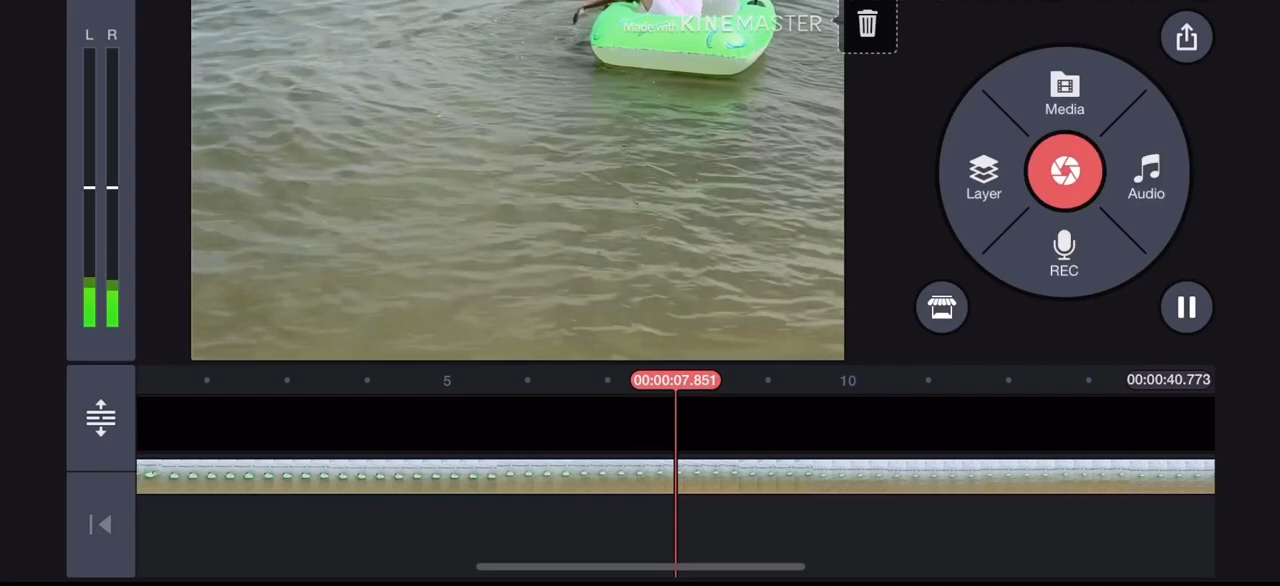 L R
Made with KINEMASTER
Media
Layer
Audio
REC
5
00:00:07.851
10
00:00:40.773